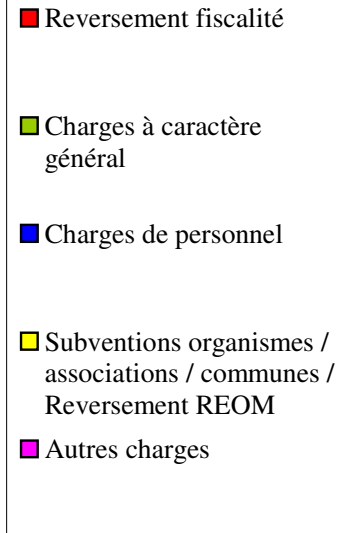 Reversement fiscalité
Charges à caractère
général
Charges de personnel
Subventions organismes /
associations / communes /
Reversement REOM
Autres charges